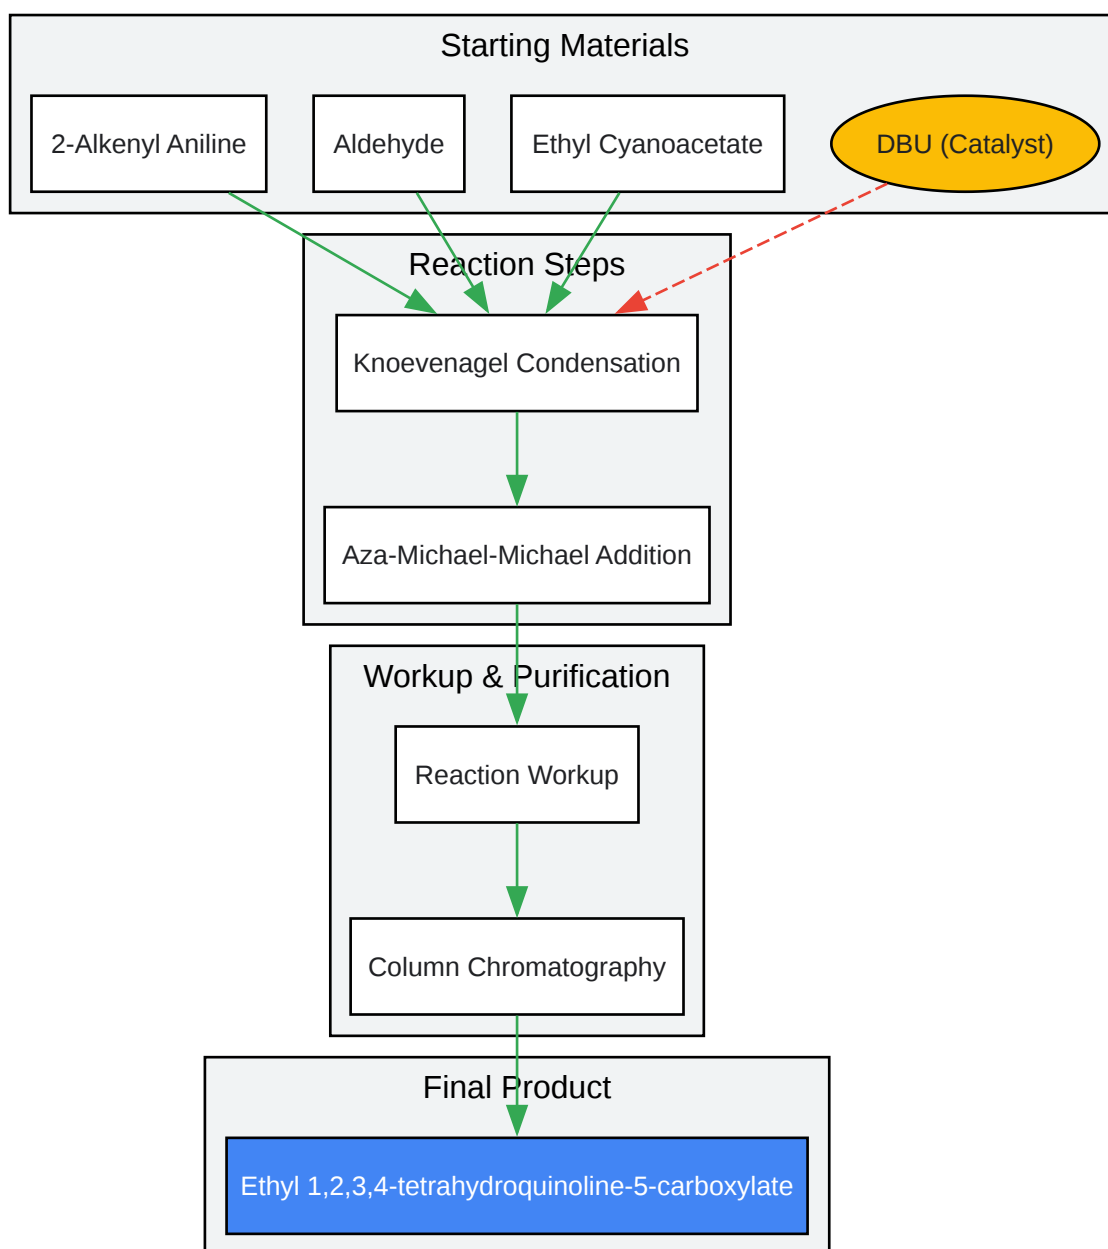 Starting Materials
2-Alkenyl Aniline
Aldehyde
Ethyl Cyanoacetate
DBU (Catalyst)
Reaction Steps
Knoevenagel Condensation
Aza-Michael-Michael Addition
Workup & Purification
Reaction Workup
Column Chromatography
Final Product
Ethyl 1,2,3,4-tetrahydroquinoline-5-carboxylate